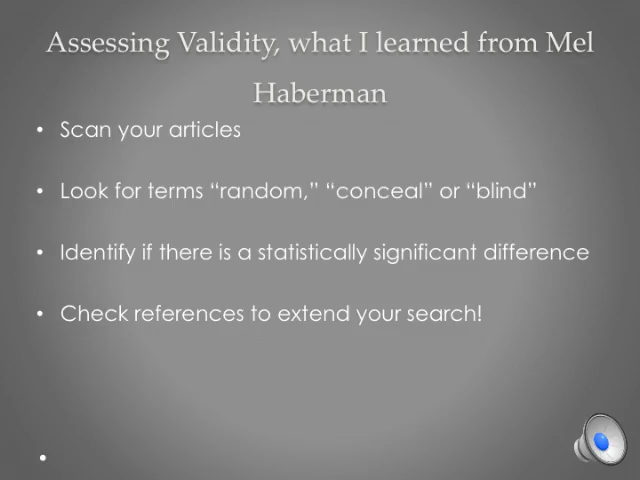 Assessing Validity, what I learned from Mel
Haberman
• Scan your articles
• Look for terms “random,” “conceal” or “blind”
• Identify if there is a statistically significant difference
• Check references to extend your search!
•